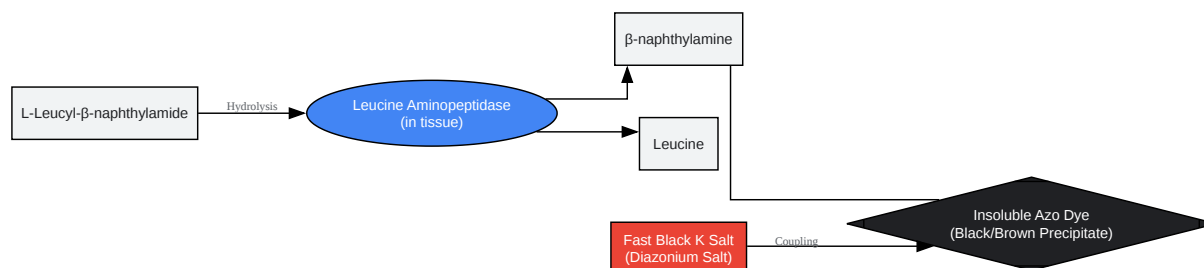 L-Leucyl-β-naphthylamide
Hydrolysis
Leucine Aminopeptidase
(in tissue)
β-naphthylamine
Leucine
Fast Black K Salt
(Diazonium Salt)
Coupling
Insoluble Azo Dye
(Black/Brown Precipitate)